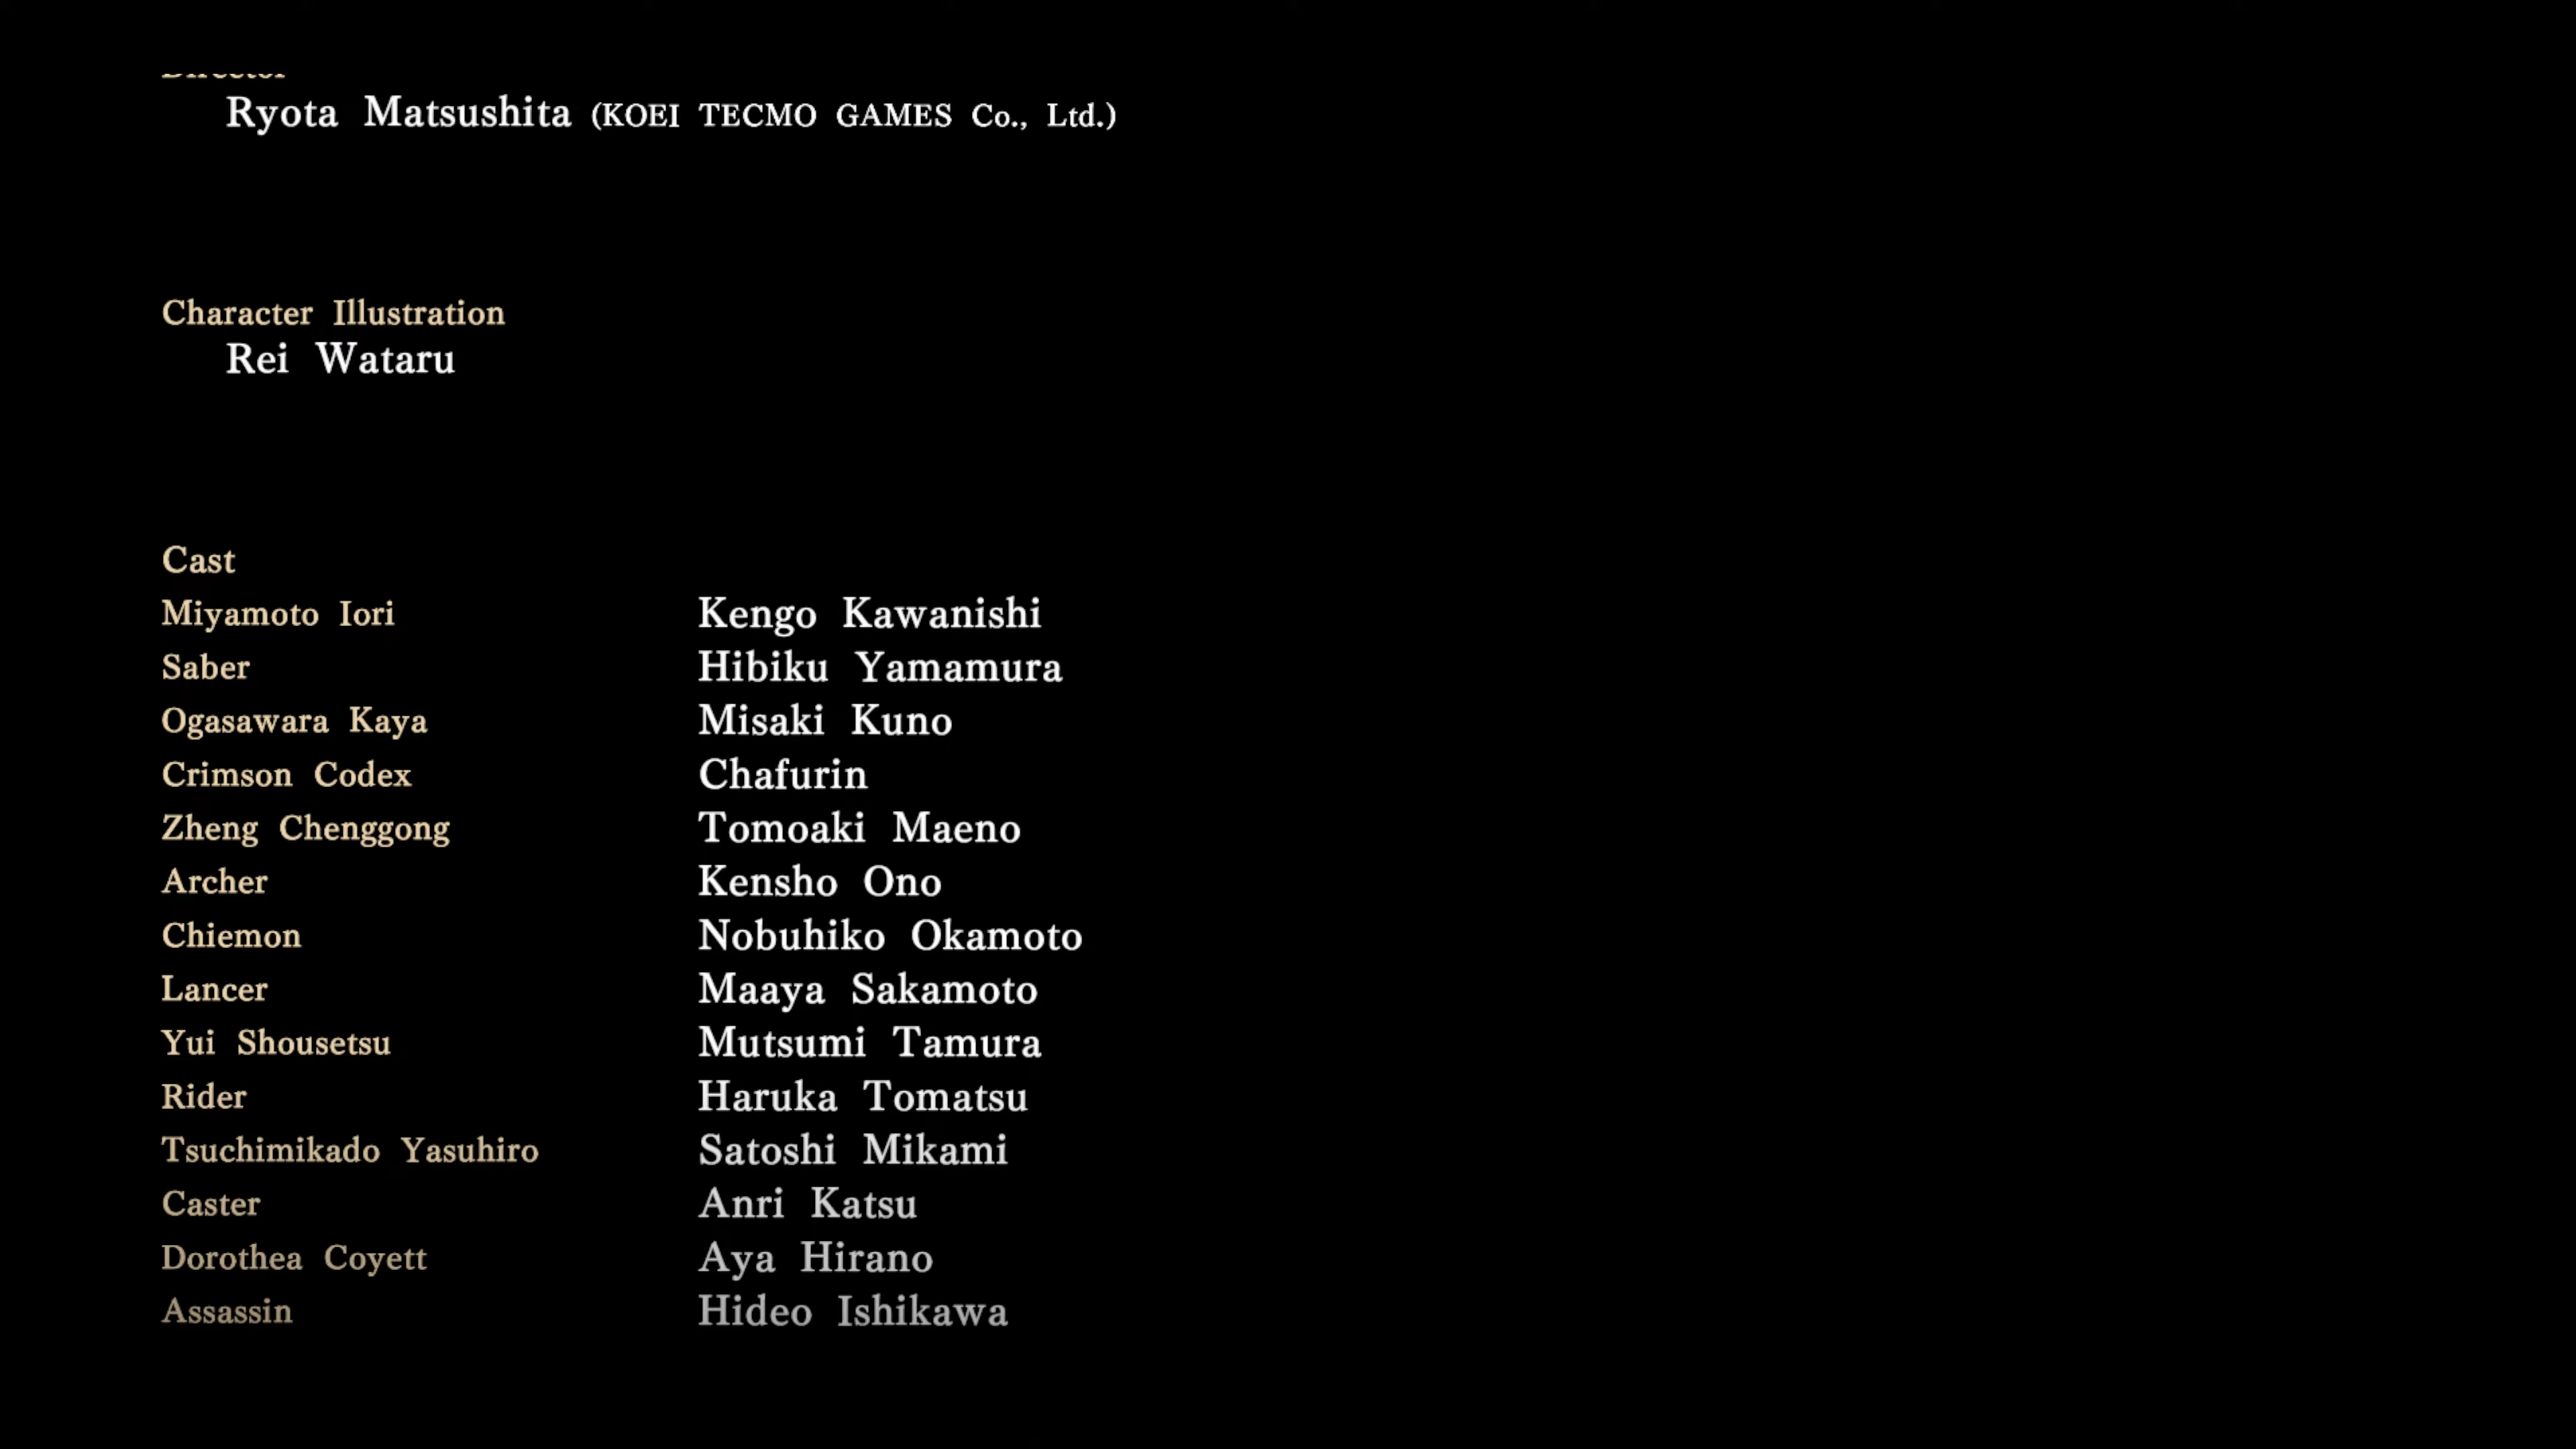 Director
Ryota Matsushita (KOEI TECMO GAMES Co., Ltd.)
Character Illustration
Rei Wataru
Cast
Miyamoto Iori Kengo Kawanishi
Saber Hibiku Yamamura
Ogasawara Kaya Misaki Kuno
Crimson Codex Chafurin
Zheng Chenggong Tomoaki Maeno
Archer Kensho Ono
Chiemon Nobuhiko Okamoto
Lancer Maaya Sakamoto
Yui Shousetsu Mutsumi Tamura
Rider Haruka Tomatsu
Tsuchimikado Yasuhiro Satoshi Mikami
Caster Anri Katsu
Dorothea Coyett Aya Hirano
Assassin Hideo Ishikawa